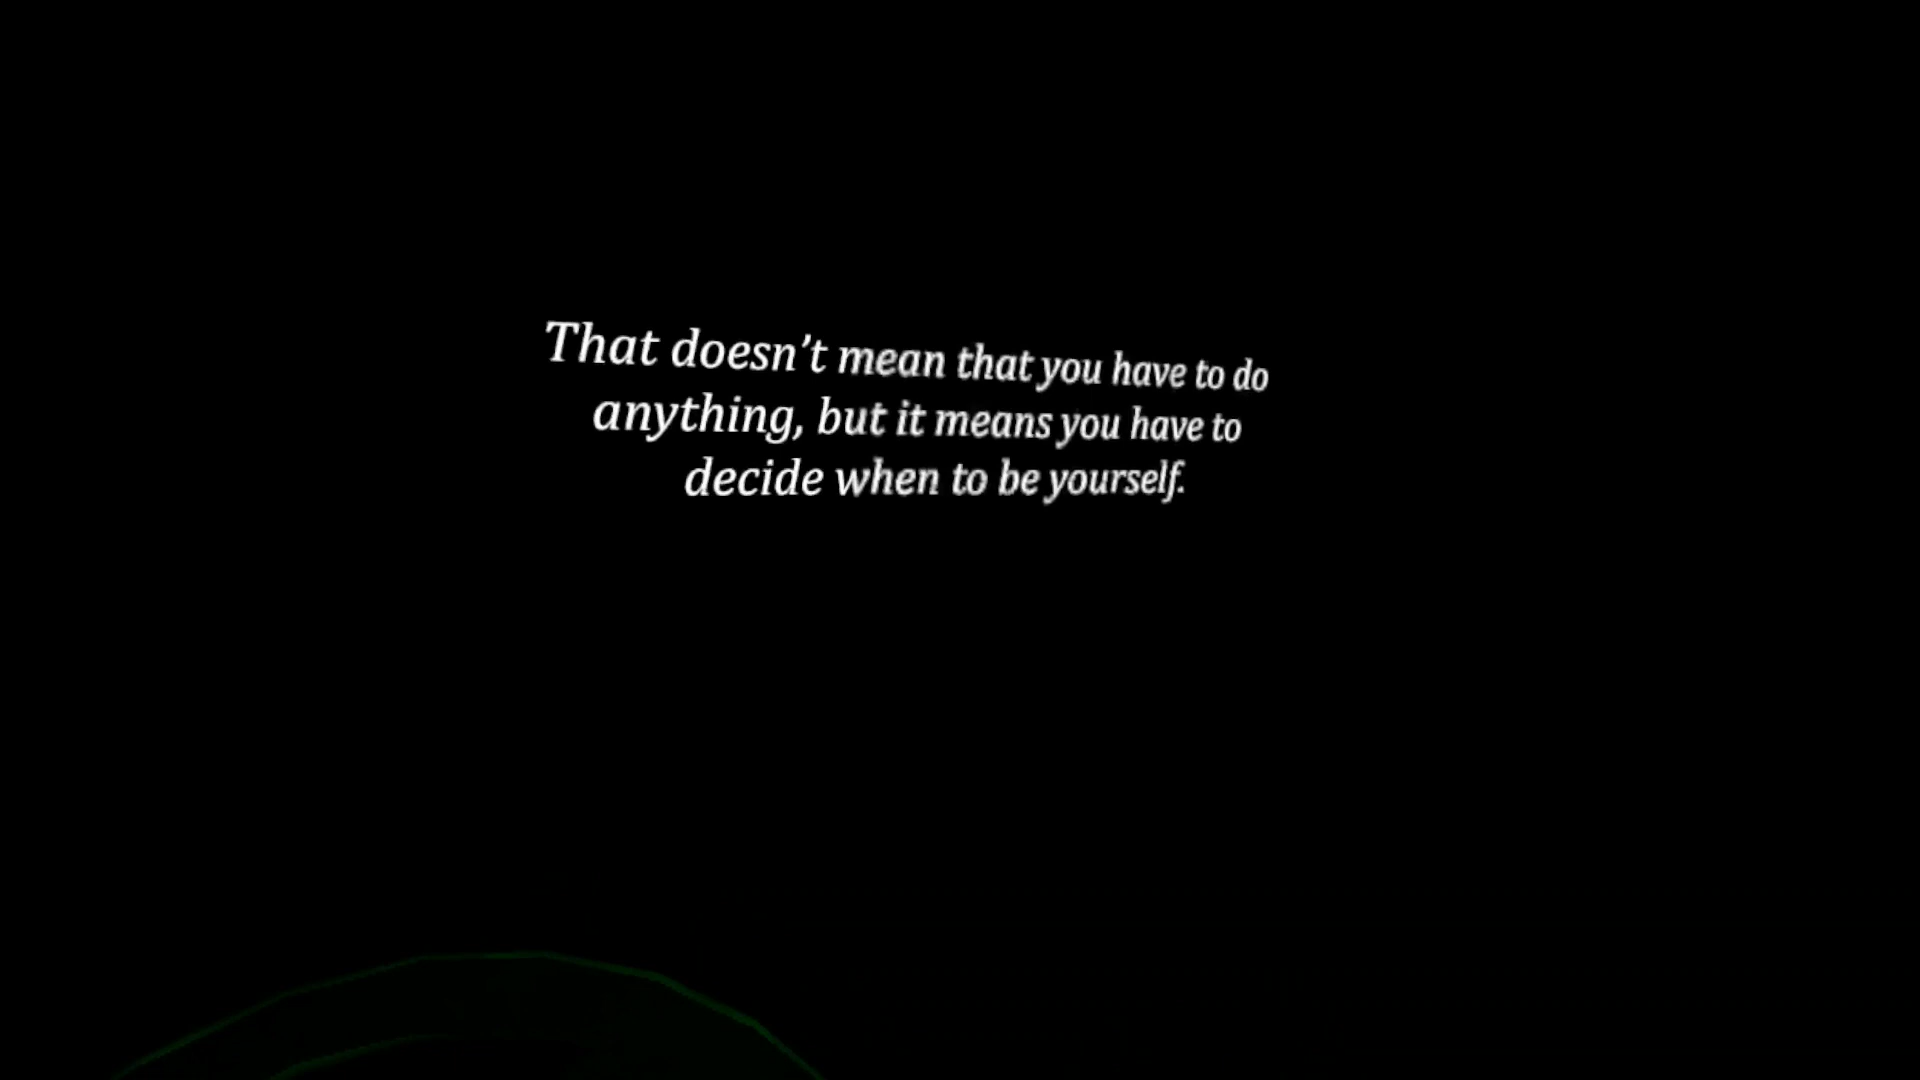 That doesn’t mean that you have to do
anything, but it means you have to
decide when to be yourself.